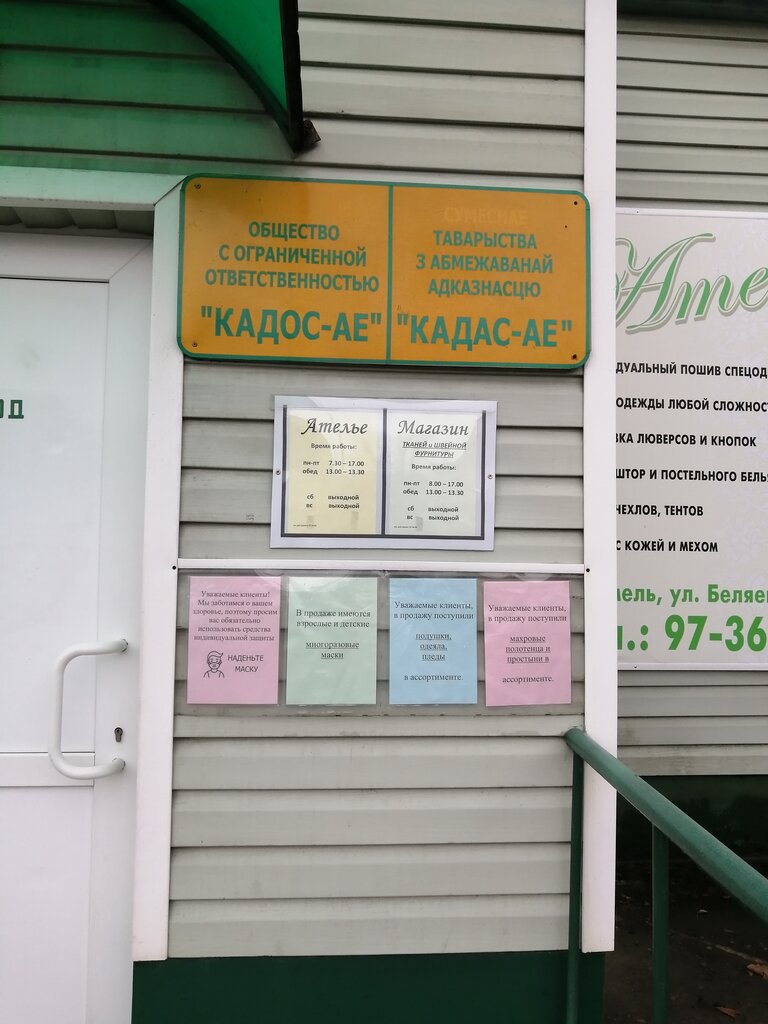 ОБЩЕСТВО
С ОГРАНИЧЕННОЙ
ОТВЕТСТВЕННОСТЬЮ
"КАДОС-АЕ"
СУМЕСНАЕ
ТАВАРЫСТВА
З АБМЕЖАВАНАЙ
АДКАЗНАСЦЮ
"КАДАС-АЕ"
Ателье
Время работы:
пн-пт 7.30 – 17.00
обед 13.00 – 13.30
сб выходной
вс выходной
Магазин
ТКАНЕЙ и ШВЕЙНОЙ
ФУРНИТУРЫ
Время работы:
пн-пт 8.00 – 17.00
обед 13.00 – 13.30
сб выходной
вс выходной
Уважаемые клиенты!
Мы заботимся о вашем
здоровье, поэтому просим
вас обязательно
использовать средства
индивидуальной защиты
НАДЕНЬТЕ
МАСКУ
В продаже имеются
взрослые и детские
многоразовые
маски
Уважаемые клиенты,
в продажу поступили
подушки,
одеяла,
пледы
в ассортименте.
Уважаемые клиенты,
в продажу поступили
махровые
полотенца и
простыни в
ассортименте.
Ате
ДУАЛЬНЫЙ ПОШИВ СПЕЦОД
ОДЕЖДЫ ЛЮБОЙ СЛОЖНОС
ВКА ЛЮВЕРСОВ И КНОПОК
ШТОР И ПОСТЕЛЬНОГО БЕЛЬ
ЧЕХЛОВ, ТЕНТОВ
С КОЖЕЙ И МЕХОМ
мель, ул. Беляе
.: 97-36
ОД